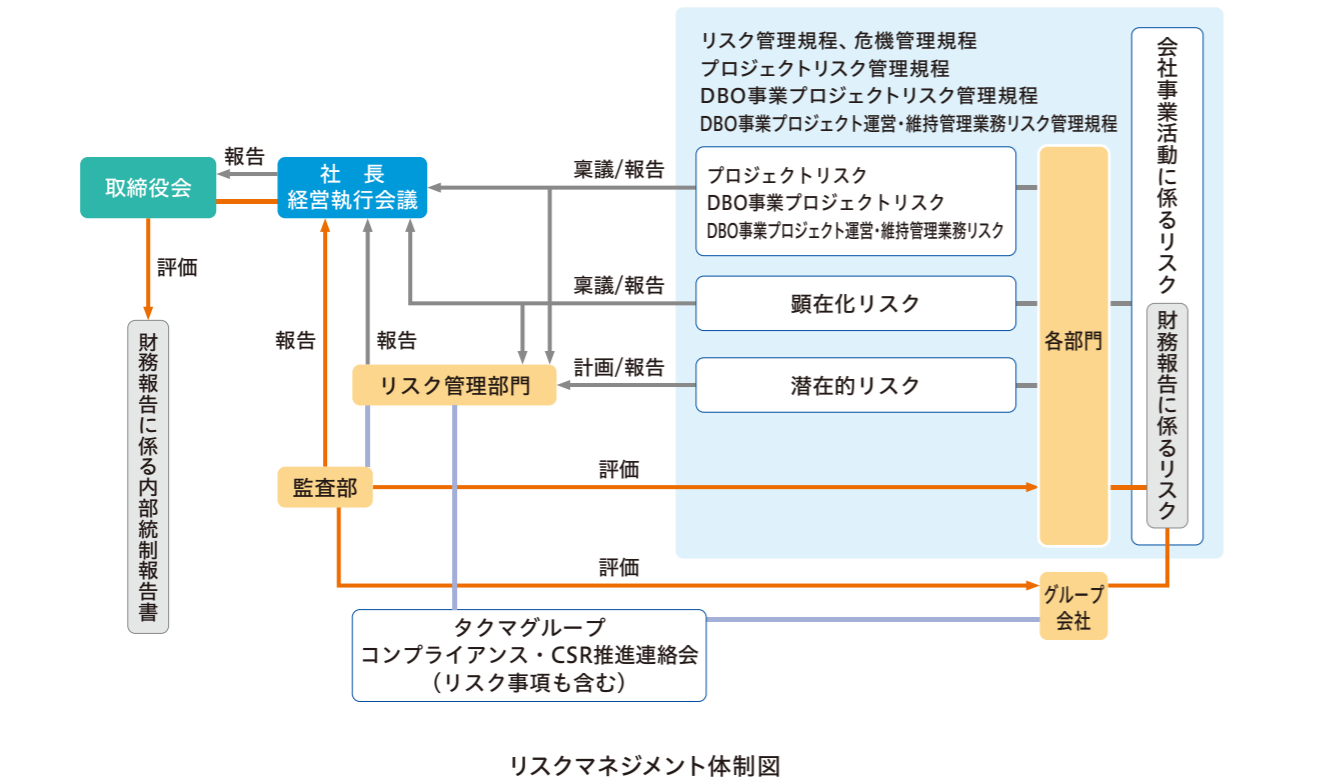 リスク管理規程、危機管理規程
プロジェクトリスク管理規程
DBO事業プロジェクトリスク管理規程
DBO事業プロジェクト運営・維持管理業務リスク管理規程
会社事業活動に係るリスク
取締役会
報告
社　長
経営執行会議
稟議/報告
プロジェクトリスク
DBO事業プロジェクトリスク
DBO事業プロジェクト運営・維持管理業務リスク
評価
稟議/報告
顕在化リスク
各部門
財務報告に係るリスク
財務報告に係る内部統制報告書
報告
報告
リスク管理部門
計画/報告
潜在的リスク
監査部
評価
評価
グループ
会社
タクマグループ
コンプライアンス・CSR推進連絡会
（リスク事項も含む）
リスクマネジメント体制図